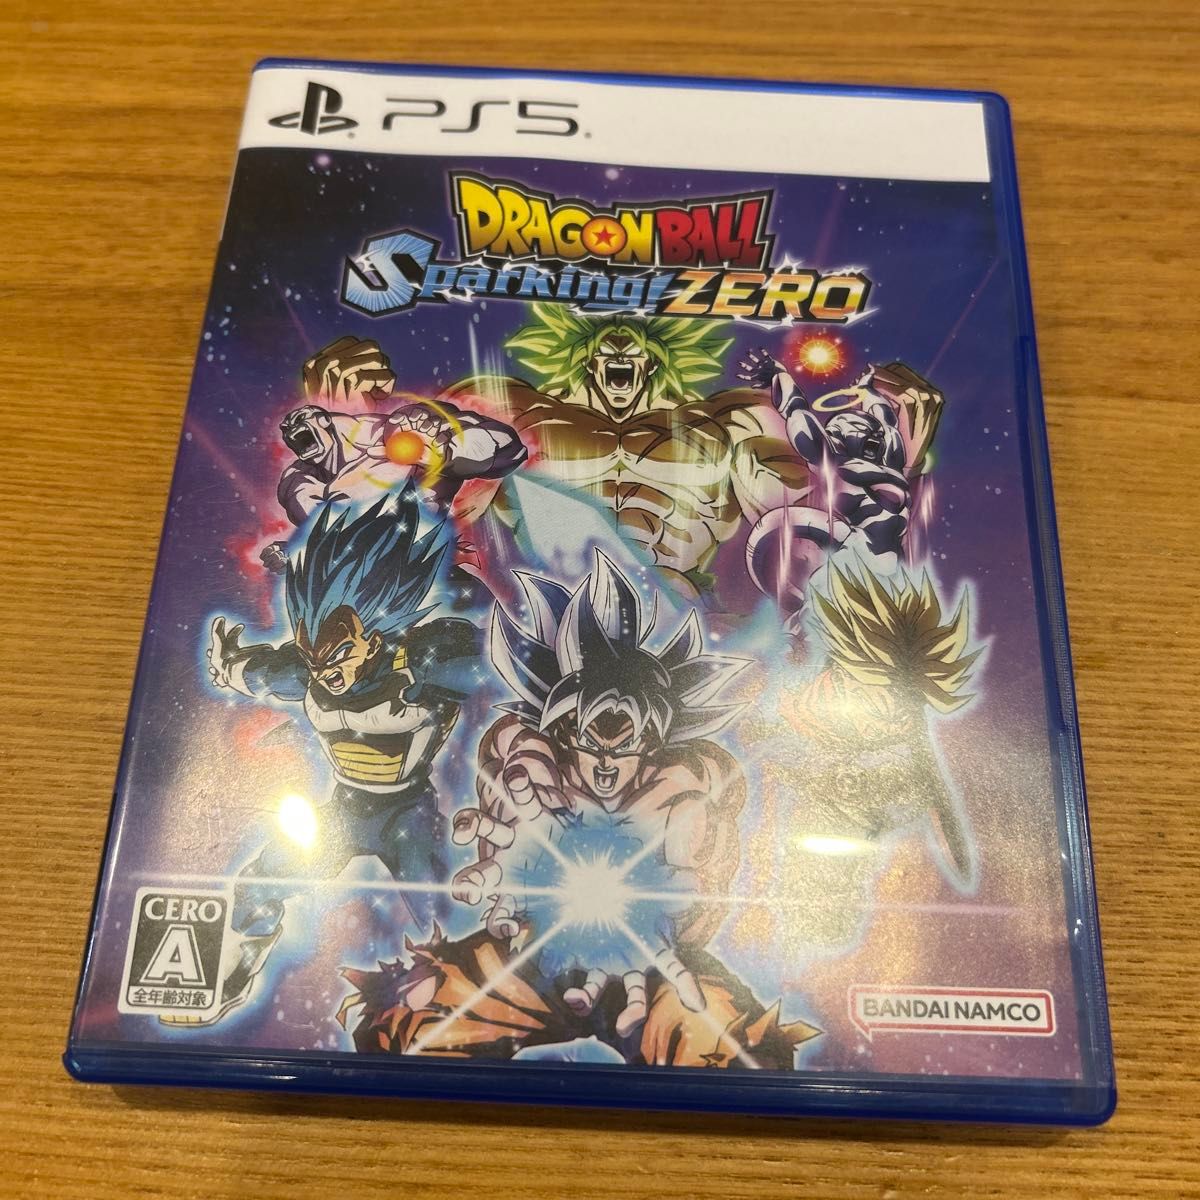 PS5
DRAGON BALL
Sparking! ZERO
CERO
A
全年齢対象
BANDAI NAMCO